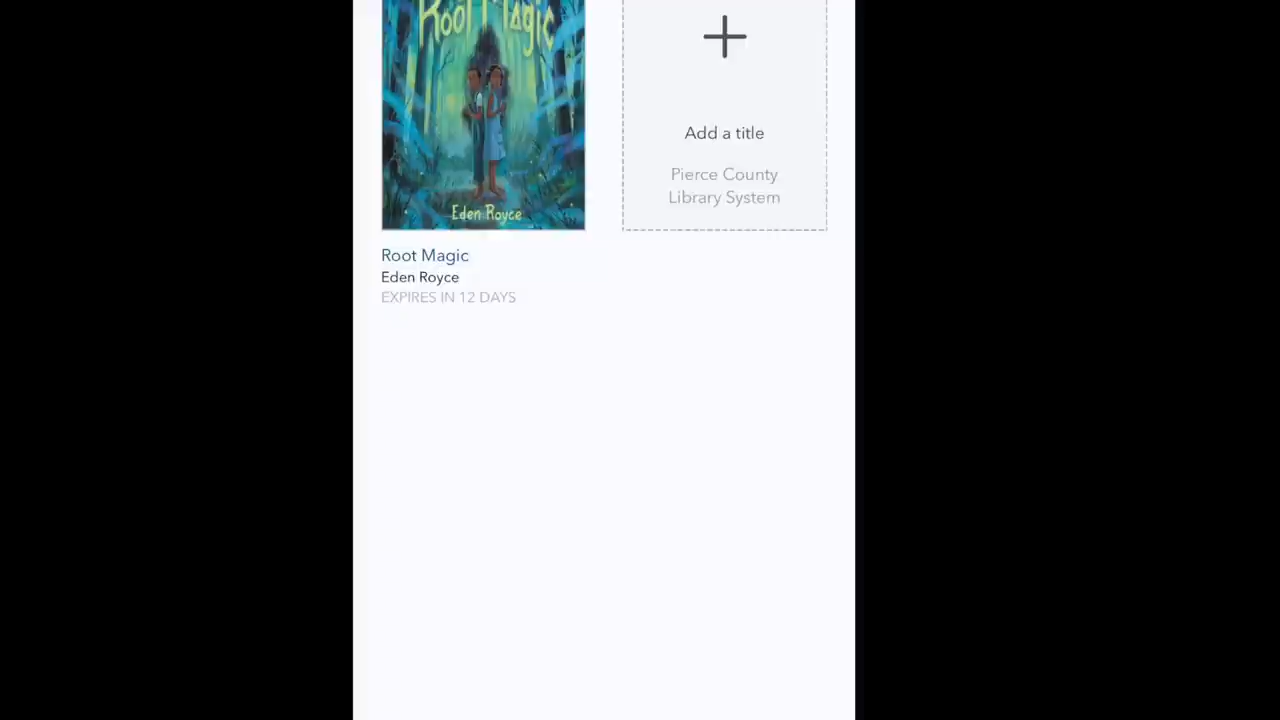 Root Magic
Eden Royce
Root Magic
Eden Royce
EXPIRES IN 12 DAYS
Add a title
Pierce County
Library System